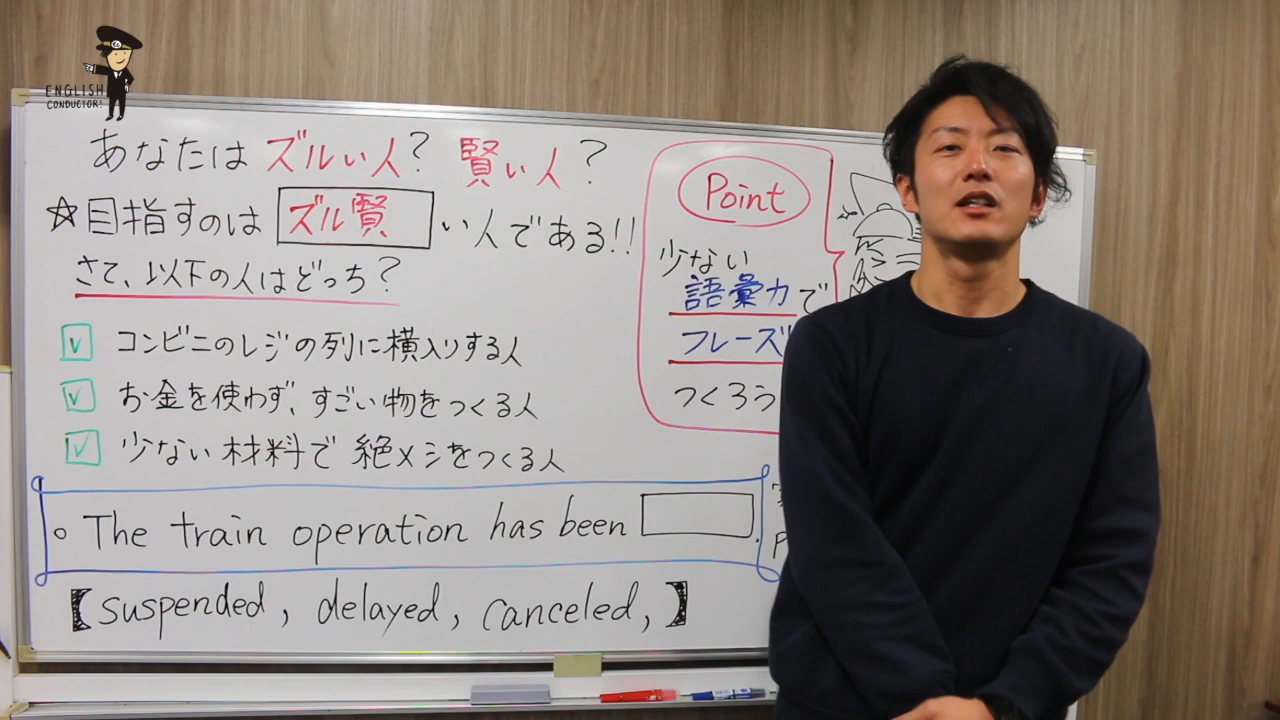 ENGLISH
CONDUCTOR!
あなたは ズルい人? 賢い人?
☆目指すのは ズル賢 い人である!!
さて、以下の人はどっち?
コンビニのレジの列に横入りする人
お金を使わず、すごい物をつくる人
少ない材料で 絶メシをつくる人
Point
少ない
語彙力で
フレーズ
つくろう
The train operation has been .
【suspended, delayed, canceled, 】